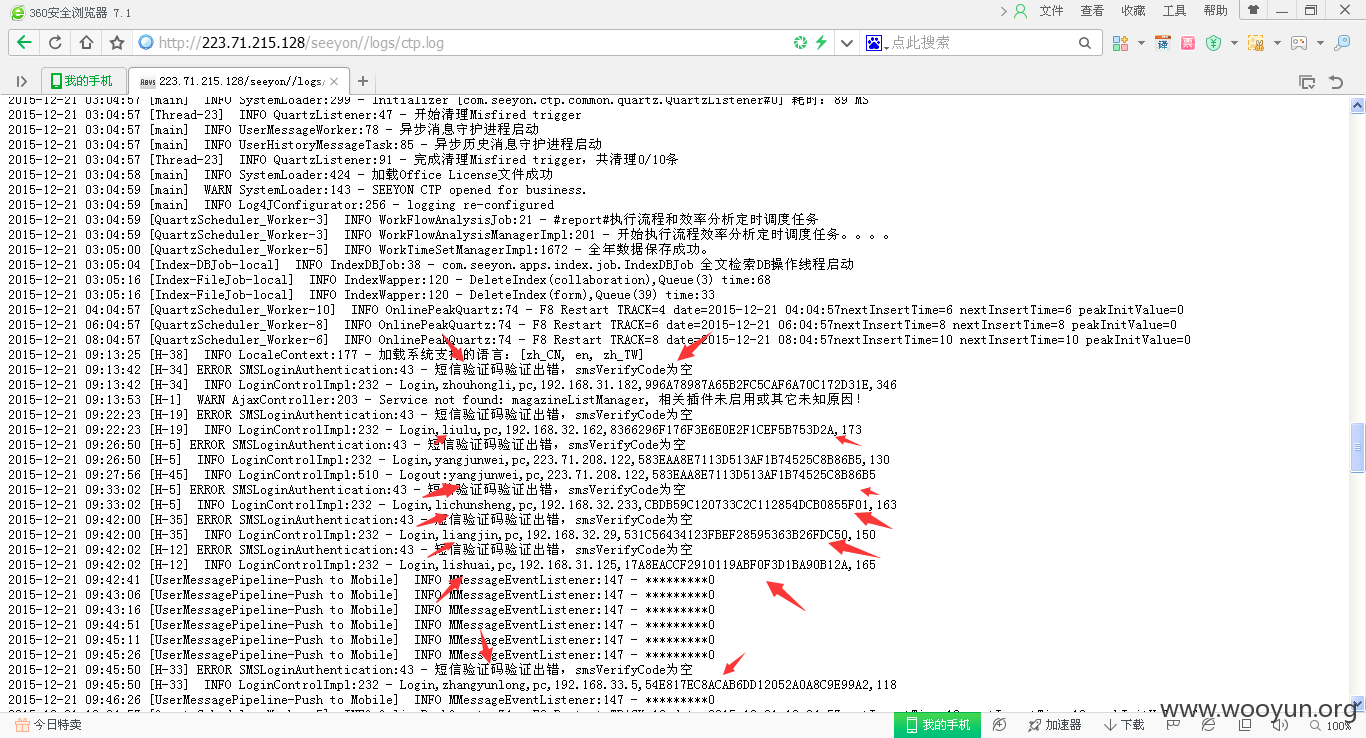 360安全浏览器 7.1
文件 查看 收藏 工具 帮助
http://223.71.215.128/seeyon//logs/ctp.log
点此搜索
我的手机
223.71.215.128/seeyon//logs/
2015-12-21 03:04:57 [main] INFO SystemLoader:299 - Initializer [com.seeyon.ctp.common.quartz.QuartzListener#0] 耗时: 89 MS
2015-12-21 03:04:57 [Thread-23] INFO QuartzListener:47 - 开始清理Misfired trigger
2015-12-21 03:04:57 [main] INFO UserMessageWorker:78 - 异步消息守护进程启动
2015-12-21 03:04:57 [main] INFO UserHistoryMessageTask:85 - 异步历史消息守护进程启动
2015-12-21 03:04:57 [Thread-23] INFO QuartzListener:91 - 完成清理Misfired trigger，共清理0/10条
2015-12-21 03:04:58 [main] INFO SystemLoader:424 - 加载Office License文件成功
2015-12-21 03:04:59 [main] WARN SystemLoader:143 - SEEYON CTP opened for business.
2015-12-21 03:04:59 [main] INFO Log4JConfigurator:256 - logging re-configured
2015-12-21 03:04:59 [QuartzScheduler_Worker-3] INFO WorkFlowAnalysisJob:21 - #report#执行流程和效率分析定时调度任务
2015-12-21 03:04:59 [QuartzScheduler_Worker-3] INFO WorkFlowAnalysisManagerImpl:201 - 开始执行流程效率分析定时调度任务。。。。
2015-12-21 03:05:00 [QuartzScheduler_Worker-5] INFO WorkTimeSetManagerImpl:1672 - 全年数据保存成功。
2015-12-21 03:05:04 [Index-DBJob-local] INFO IndexDBJob:38 - com.seeyon.apps.index.job.IndexDBJob 全文检索DB操作线程启动
2015-12-21 03:05:16 [Index-FileJob-local] INFO IndexWapper:120 - DeleteIndex(collaboration),Queue(3) time:68
2015-12-21 03:05:16 [Index-FileJob-local] INFO IndexWapper:120 - DeleteIndex(form),Queue(39) time:33
2015-12-21 04:04:57 [QuartzScheduler_Worker-10] INFO OnlinePeakQuartz:74 - F8 Restart TRACK=4 date=2015-12-21 04:04:57nextInsertTime=6 nextInsertTime=6 peakInitValue=0
2015-12-21 06:04:57 [QuartzScheduler_Worker-8] INFO OnlinePeakQuartz:74 - F8 Restart TRACK=6 date=2015-12-21 06:04:57nextInsertTime=8 nextInsertTime=8 peakInitValue=0
2015-12-21 08:04:57 [QuartzScheduler_Worker-6] INFO OnlinePeakQuartz:74 - F8 Restart TRACK=8 date=2015-12-21 08:04:57nextInsertTime=10 nextInsertTime=10 peakInitValue=0
2015-12-21 09:13:25 [H-38] INFO LocaleContext:177 - 加载系统支持的语言: [zh_CN, en, zh_TW]
2015-12-21 09:13:42 [H-34] ERROR SMSLoginAuthentication:43 - 短信验证码验证出错，smsVerifyCode为空
2015-12-21 09:13:42 [H-34] INFO LoginControlImpl:232 - Login,zhouhongli,pc,192.168.31.182,996A78987A65B2FC5CAF6A70C172D31E,346
2015-12-21 09:13:53 [H-1] WARN AjaxController:203 - Service not found: magazineListManager, 相关插件未启用或其它未知原因!
2015-12-21 09:22:23 [H-19] ERROR SMSLoginAuthentication:43 - 短信验证码验证出错，smsVerifyCode为空
2015-12-21 09:22:23 [H-19] INFO LoginControlImpl:232 - Login,liulu,pc,192.168.32.162,8366296F176F3E6E0E2F1CEF5B753D2A,173
2015-12-21 09:26:50 [H-5] ERROR SMSLoginAuthentication:43 - 短信验证码验证出错，smsVerifyCode为空
2015-12-21 09:26:50 [H-5] INFO LoginControlImpl:232 - Login,yangjunwei,pc,223.71.208.122,583EAA8E7113D513AF1B74525C8B86B5,130
2015-12-21 09:27:56 [H-45] INFO LoginControlImpl:510 - Logout:yangjunwei,pc,223.71.208.122,583EAA8E7113D513AF1B74525C8B86B5
2015-12-21 09:33:02 [H-5] ERROR SMSLoginAuthentication:43 - 短信验证码验证出错，smsVerifyCode为空
2015-12-21 09:33:02 [H-5] INFO LoginControlImpl:232 - Login,lichunsheng,pc,192.168.32.233,CBDB59C120733C2C112854DCB0855F01,163
2015-12-21 09:42:00 [H-35] ERROR SMSLoginAuthentication:43 - 短信验证码验证出错，smsVerifyCode为空
2015-12-21 09:42:00 [H-35] INFO LoginControlImpl:232 - Login,liangjin,pc,192.168.32.29,531C56434123FBEF28595363B26FDC50,150
2015-12-21 09:42:02 [H-12] ERROR SMSLoginAuthentication:43 - 短信验证码验证出错，smsVerifyCode为空
2015-12-21 09:42:02 [H-12] INFO LoginControlImpl:232 - Login,lishuai,pc,192.168.31.125,17A8EACCF2910119ABF0F3D1BA90B12A,165
2015-12-21 09:42:41 [UserMessagePipeline-Push to Mobile] INFO MMessageEventListener:147 - *********0
2015-12-21 09:43:06 [UserMessagePipeline-Push to Mobile] INFO MMessageEventListener:147 - *********0
2015-12-21 09:43:16 [UserMessagePipeline-Push to Mobile] INFO MMessageEventListener:147 - *********0
2015-12-21 09:44:51 [UserMessagePipeline-Push to Mobile] INFO MMessageEventListener:147 - *********0
2015-12-21 09:45:11 [UserMessagePipeline-Push to Mobile] INFO MMessageEventListener:147 - *********0
2015-12-21 09:45:26 [UserMessagePipeline-Push to Mobile] INFO MMessageEventListener:147 - *********0
2015-12-21 09:45:50 [H-33] ERROR SMSLoginAuthentication:43 - 短信验证码验证出错，smsVerifyCode为空
2015-12-21 09:45:50 [H-33] INFO LoginControlImpl:232 - Login,zhangyunlong,pc,192.168.33.5,54E817EC8ACAB6DD12052A0A8C9E99A2,118
2015-12-21 09:46:26 [UserMessagePipeline-Push to Mobile] INFO MMessageEventListener:147 - *********0
www.wooyun.org
今日特卖 我的手机 加速器 下载 100%